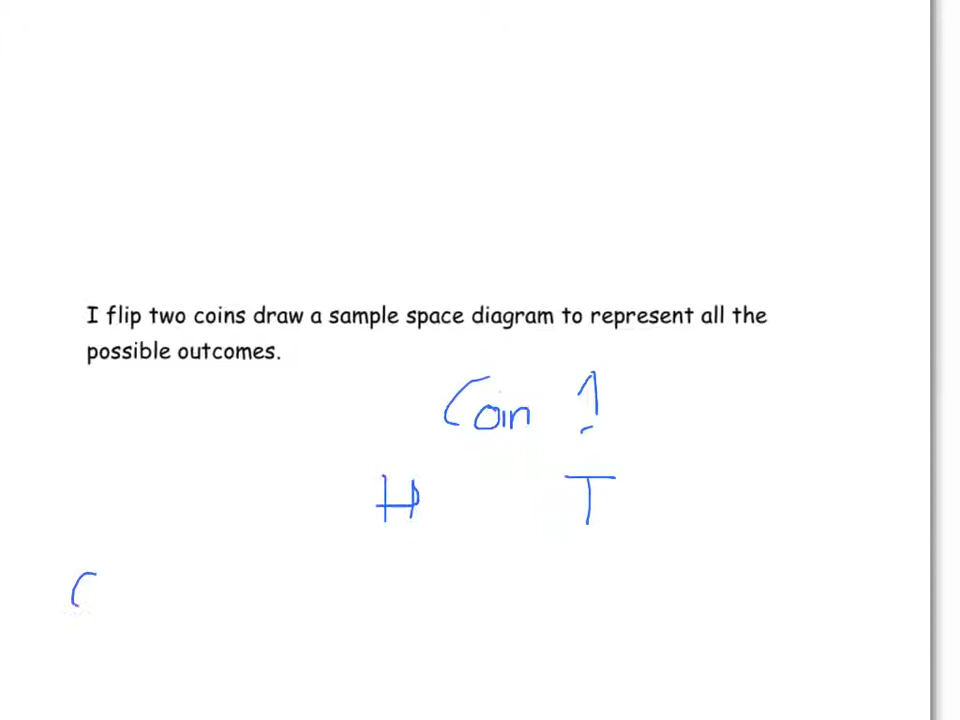 I flip two coins draw a sample space diagram to represent all the
possible outcomes.
Coin 1
H T
C